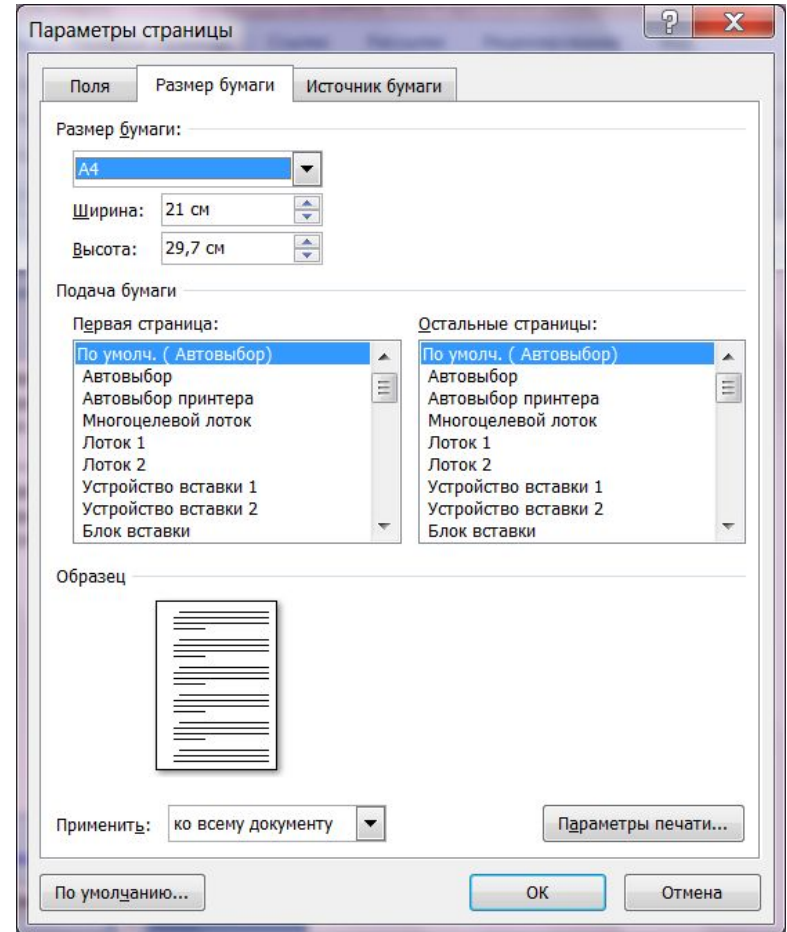 Параметры страницы
Поля Размер бумаги Источник бумаги
Размер бумаги:
A4
Ширина: 21 см
Высота: 29,7 см
Подача бумаги
Первая страница: Остальные страницы:
По умолч. ( Автовыбор) По умолч. ( Автовыбор)
Автовыбор Автовыбор
Автовыбор принтера Автовыбор принтера
Многоцелевой лоток Многоцелевой лоток
Лоток 1 Лоток 1
Лоток 2 Лоток 2
Устройство вставки 1 Устройство вставки 1
Устройство вставки 2 Устройство вставки 2
Блок вставки Блок вставки
Образец
Применить: ко всему документу Параметры печати...
По умолчанию... ОК Отмена